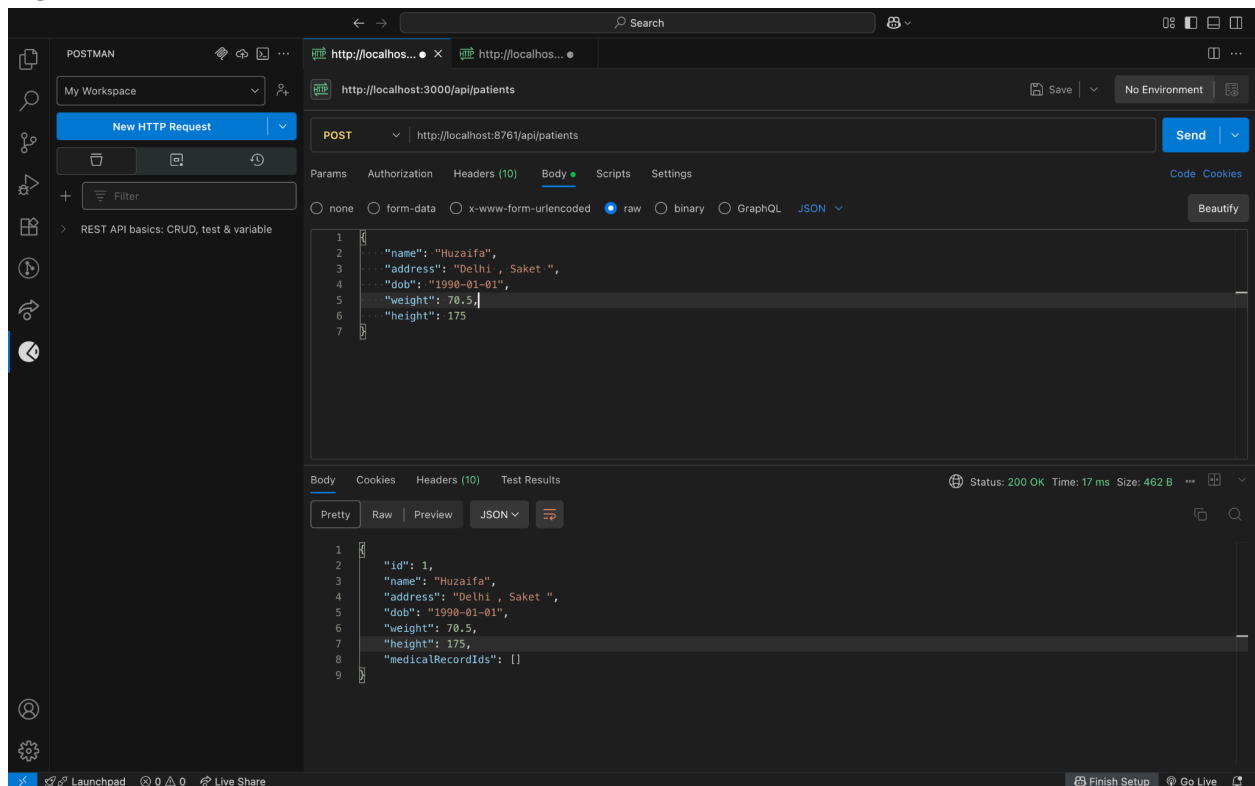 Search
POSTMAN
http://localhos...
http://localhos...
My Workspace
http://localhost:3000/api/patients
Save
No Environment
New HTTP Request
POST
http://localhost:8761/api/patients
Send
Params Authorization Headers (10) Body Scripts Settings
Code Cookies
Filter
none form-data x-www-form-urlencoded raw binary GraphQL JSON
Beautify
REST API basics: CRUD, test & variable
1 {
2 "name": "Huzaifa",
3 "address": "Delhi , Saket ",
4 "dob": "1990-01-01",
5 "weight": 70.5,
6 "height": 175
7 }
Body Cookies Headers (10) Test Results
Status: 200 OK Time: 17 ms Size: 462 B
Pretty Raw Preview JSON
1 {
2 "id": 1,
3 "name": "Huzaifa",
4 "address": "Delhi , Saket ",
5 "dob": "1990-01-01",
6 "weight": 70.5,
7 "height": 175,
8 "medicalRecordIds": []
9 }
Launchpad 0 0 Live Share
Finish Setup Go Live